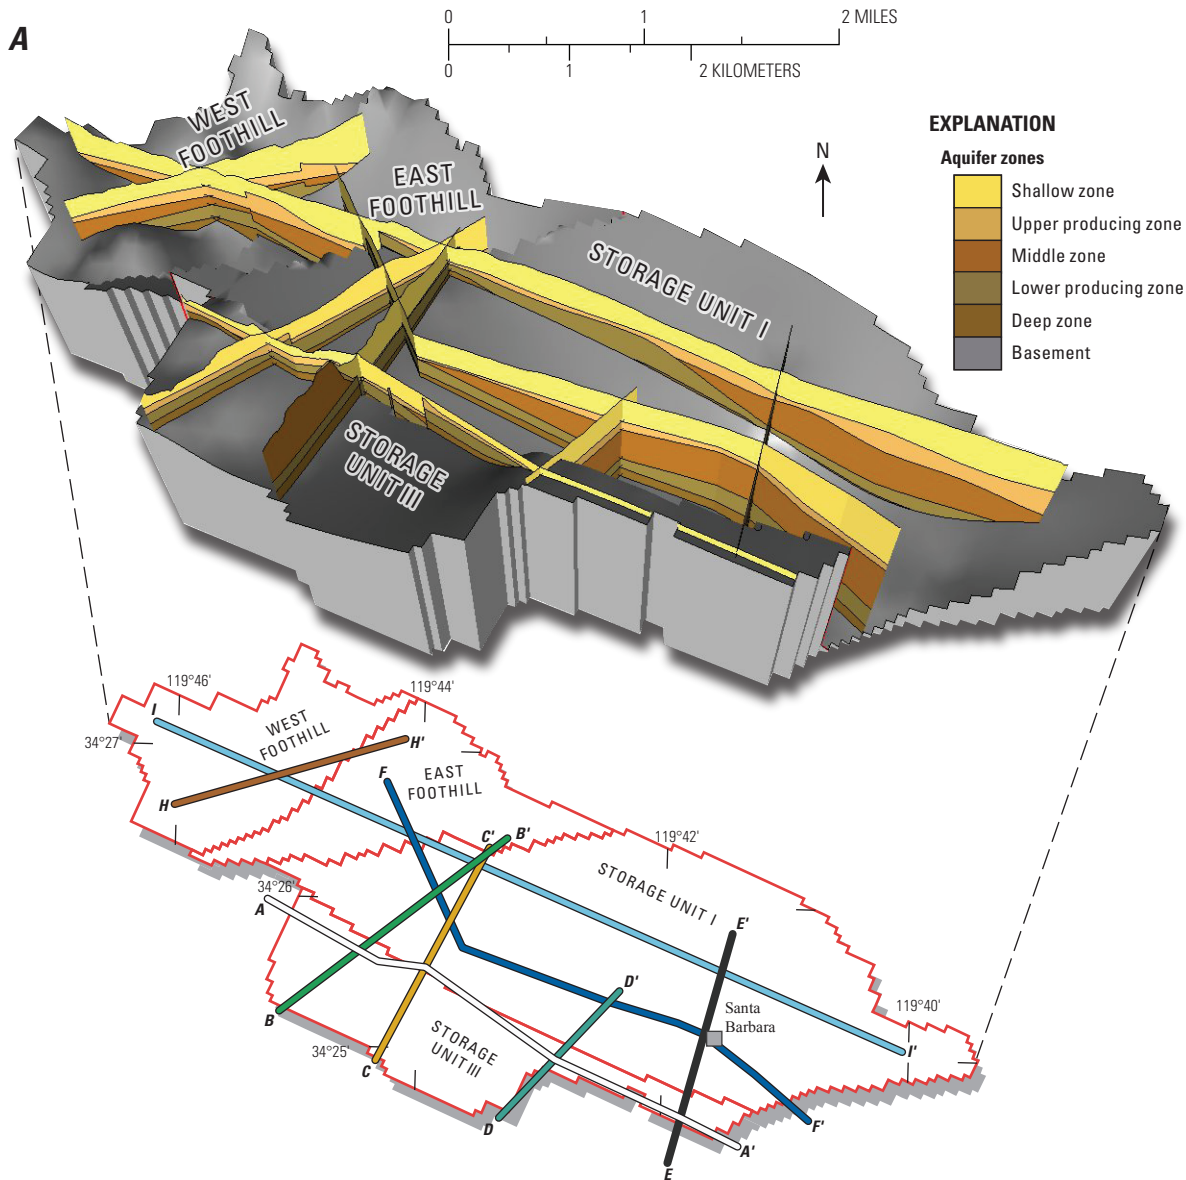 A
0 1 2 MILES
0 1 2 KILOMETERS
N
EXPLANATION
Aquifer zones
Shallow zone
Upper producing zone
Middle zone
Lower producing zone
Deep zone
Basement
WEST
FOOTHILL
EAST
FOOTHILL
STORAGE UNIT I
STORAGE
UNIT III
119°46'
119°44'
34°27'
I
WEST
FOOTHILL
H'
H
F
EAST
FOOTHILL
C'
B'
119°42'
STORAGE UNIT I
34°26'
A
E'
D'
Santa
Barbara
119°40'
I'
B
STORAGE
UNIT III
34°25'
C
D
F'
A'
E